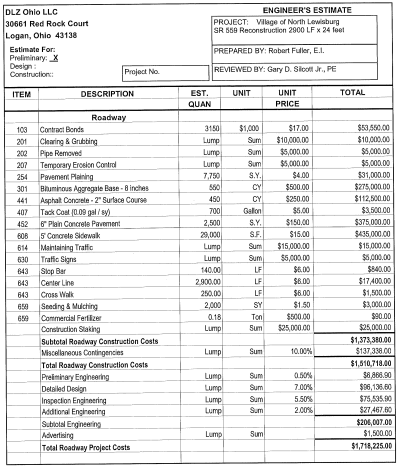 DLZ Ohio LLC
30661 Red Rock Court
Logan, Ohio 43138
Estimate For:
Preliminary: X
Design :
Construction::
Project No.
ENGINEER'S ESTIMATE
PROJECT: Village of North Lewisburg
SR 559 Reconstruction 2900 LF x 24 feet
PREPARED BY: Robert Fuller, E.I.
REVIEWED BY: Gary D. Silcott Jr., PE
ITEM DESCRIPTION EST. QUAN UNIT UNIT PRICE TOTAL
Roadway
103 Contract Bonds 3150 $1,000 $17.00 $53,550.00
201 Clearing & Grubbing Lump Sum $10,000.00 $10,000.00
202 Pipe Removed Lump Sum $5,000.00 $5,000.00
207 Temporary Erosion Control Lump Sum $5,000.00 $5,000.00
254 Pavement Planing 7,750 S.Y. $4.00 $31,000.00
301 Bituminous Aggregate Base - 8 inches 550 CY $500.00 $275,000.00
441 Asphalt Concrete - 2" Surface Course 450 CY $250.00 $112,500.00
407 Tack Coat (0.09 gal / sy) 700 Gallon $5.00 $3,500.00
452 6" Plain Concrete Pavement 2,500 S.Y. $150.00 $375,000.00
608 5' Concrete Sidewalk 29,000 S.F. $15.00 $435,000.00
614 Maintaining Traffic Lump Sum $15,000.00 $15,000.00
630 Traffic Signs Lump Sum $5,000.00 $5,000.00
643 Stop Bar 140.00 LF $6.00 $840.00
643 Center Line 2,900.00 LF $6.00 $17,400.00
643 Cross Walk 250.00 LF $6.00 $1,500.00
659 Seeding & Mulching 2,000 SY $1.50 $3,000.00
659 Commercial Fertilizer 0.18 Ton $500.00 $90.00
Construction Staking Lump Sum $25,000.00 $25,000.00
Subtotal Roadway Construction Costs $1,373,380.00
Miscellaneous Contingencies Lump Sum 10.00% $137,338.00
Total Roadway Construction Costs $1,510,718.00
Preliminary Engineering Lump Sum 0.50% $6,866.90
Detailed Design Lump Sum 7.00% $96,136.60
Inspection Engineering Lump Sum 5.50% $75,535.90
Additional Engineering Lump Sum 2.00% $27,467.60
Subtotal Engineering $206,007.00
Advertising Lump Sum $1,500.00
Total Roadway Project Costs $1,718,225.00